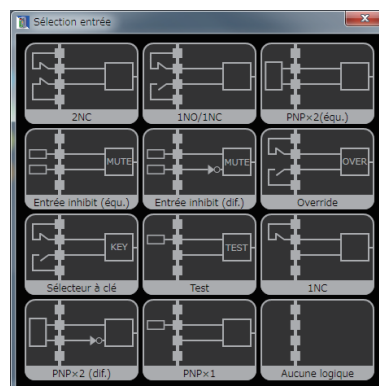 Sélection entrée
2NC
1NO/1NC
PNP×2(équ.)
MUTE
Entrée inhibit (équ.)
MUTE
Entrée inhibit (dif.)
OVER
Override
KEY
Sélecteur à clé
TEST
Test
1NC
PNP×2 (dif.)
PNP×1
Aucune logique